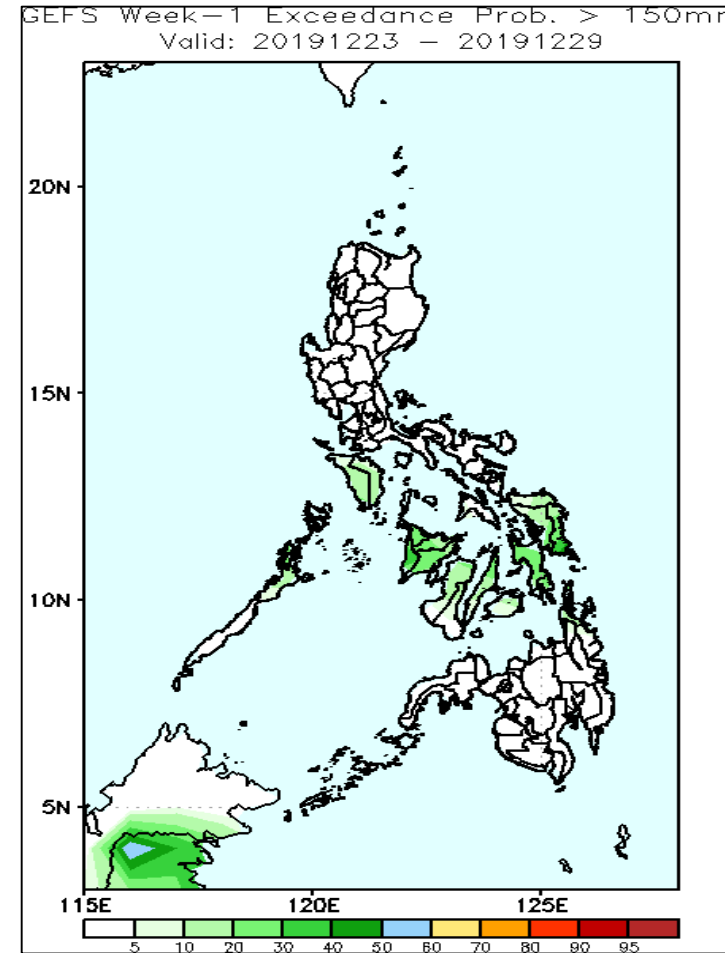 GEFS Week-1 Exceedance Prob. > 150mm
Valid: 20191223 - 20191229
20N
15N
10N
5N
115E 120E 125E
5 10 20 30 40 50 60 70 80 90 95